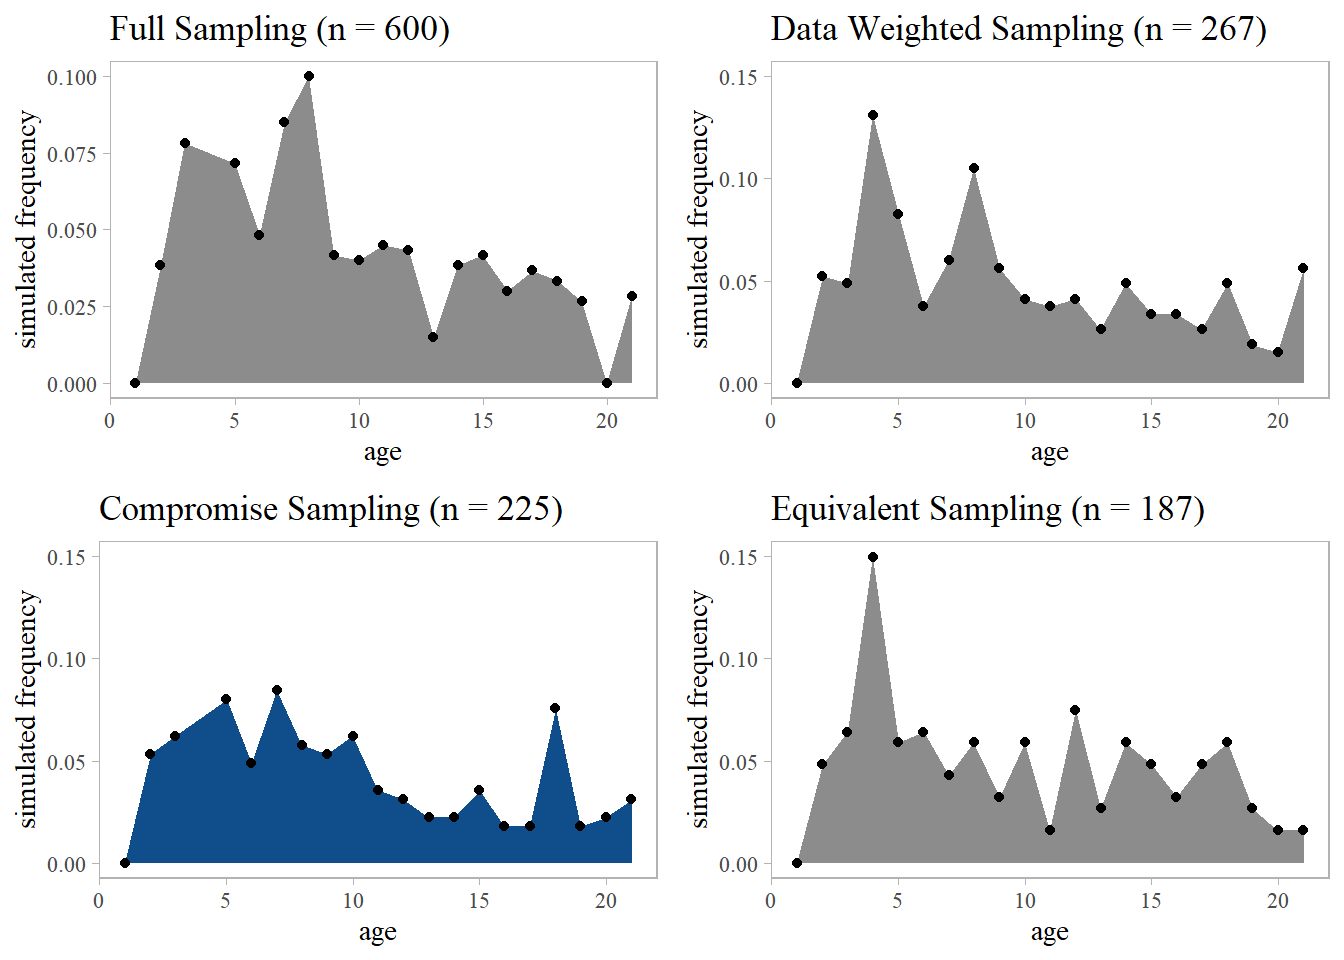 Full Sampling (n = 600)
simulated frequency
0.100
0.075
0.050
0.025
0.000
0 5 10 15 20
age
Data Weighted Sampling (n = 267)
simulated frequency
0.15
0.10
0.05
0.00
0 5 10 15 20
age
Compromise Sampling (n = 225)
simulated frequency
0.15
0.10
0.05
0.00
0 5 10 15 20
age
Equivalent Sampling (n = 187)
simulated frequency
0.15
0.10
0.05
0.00
0 5 10 15 20
age